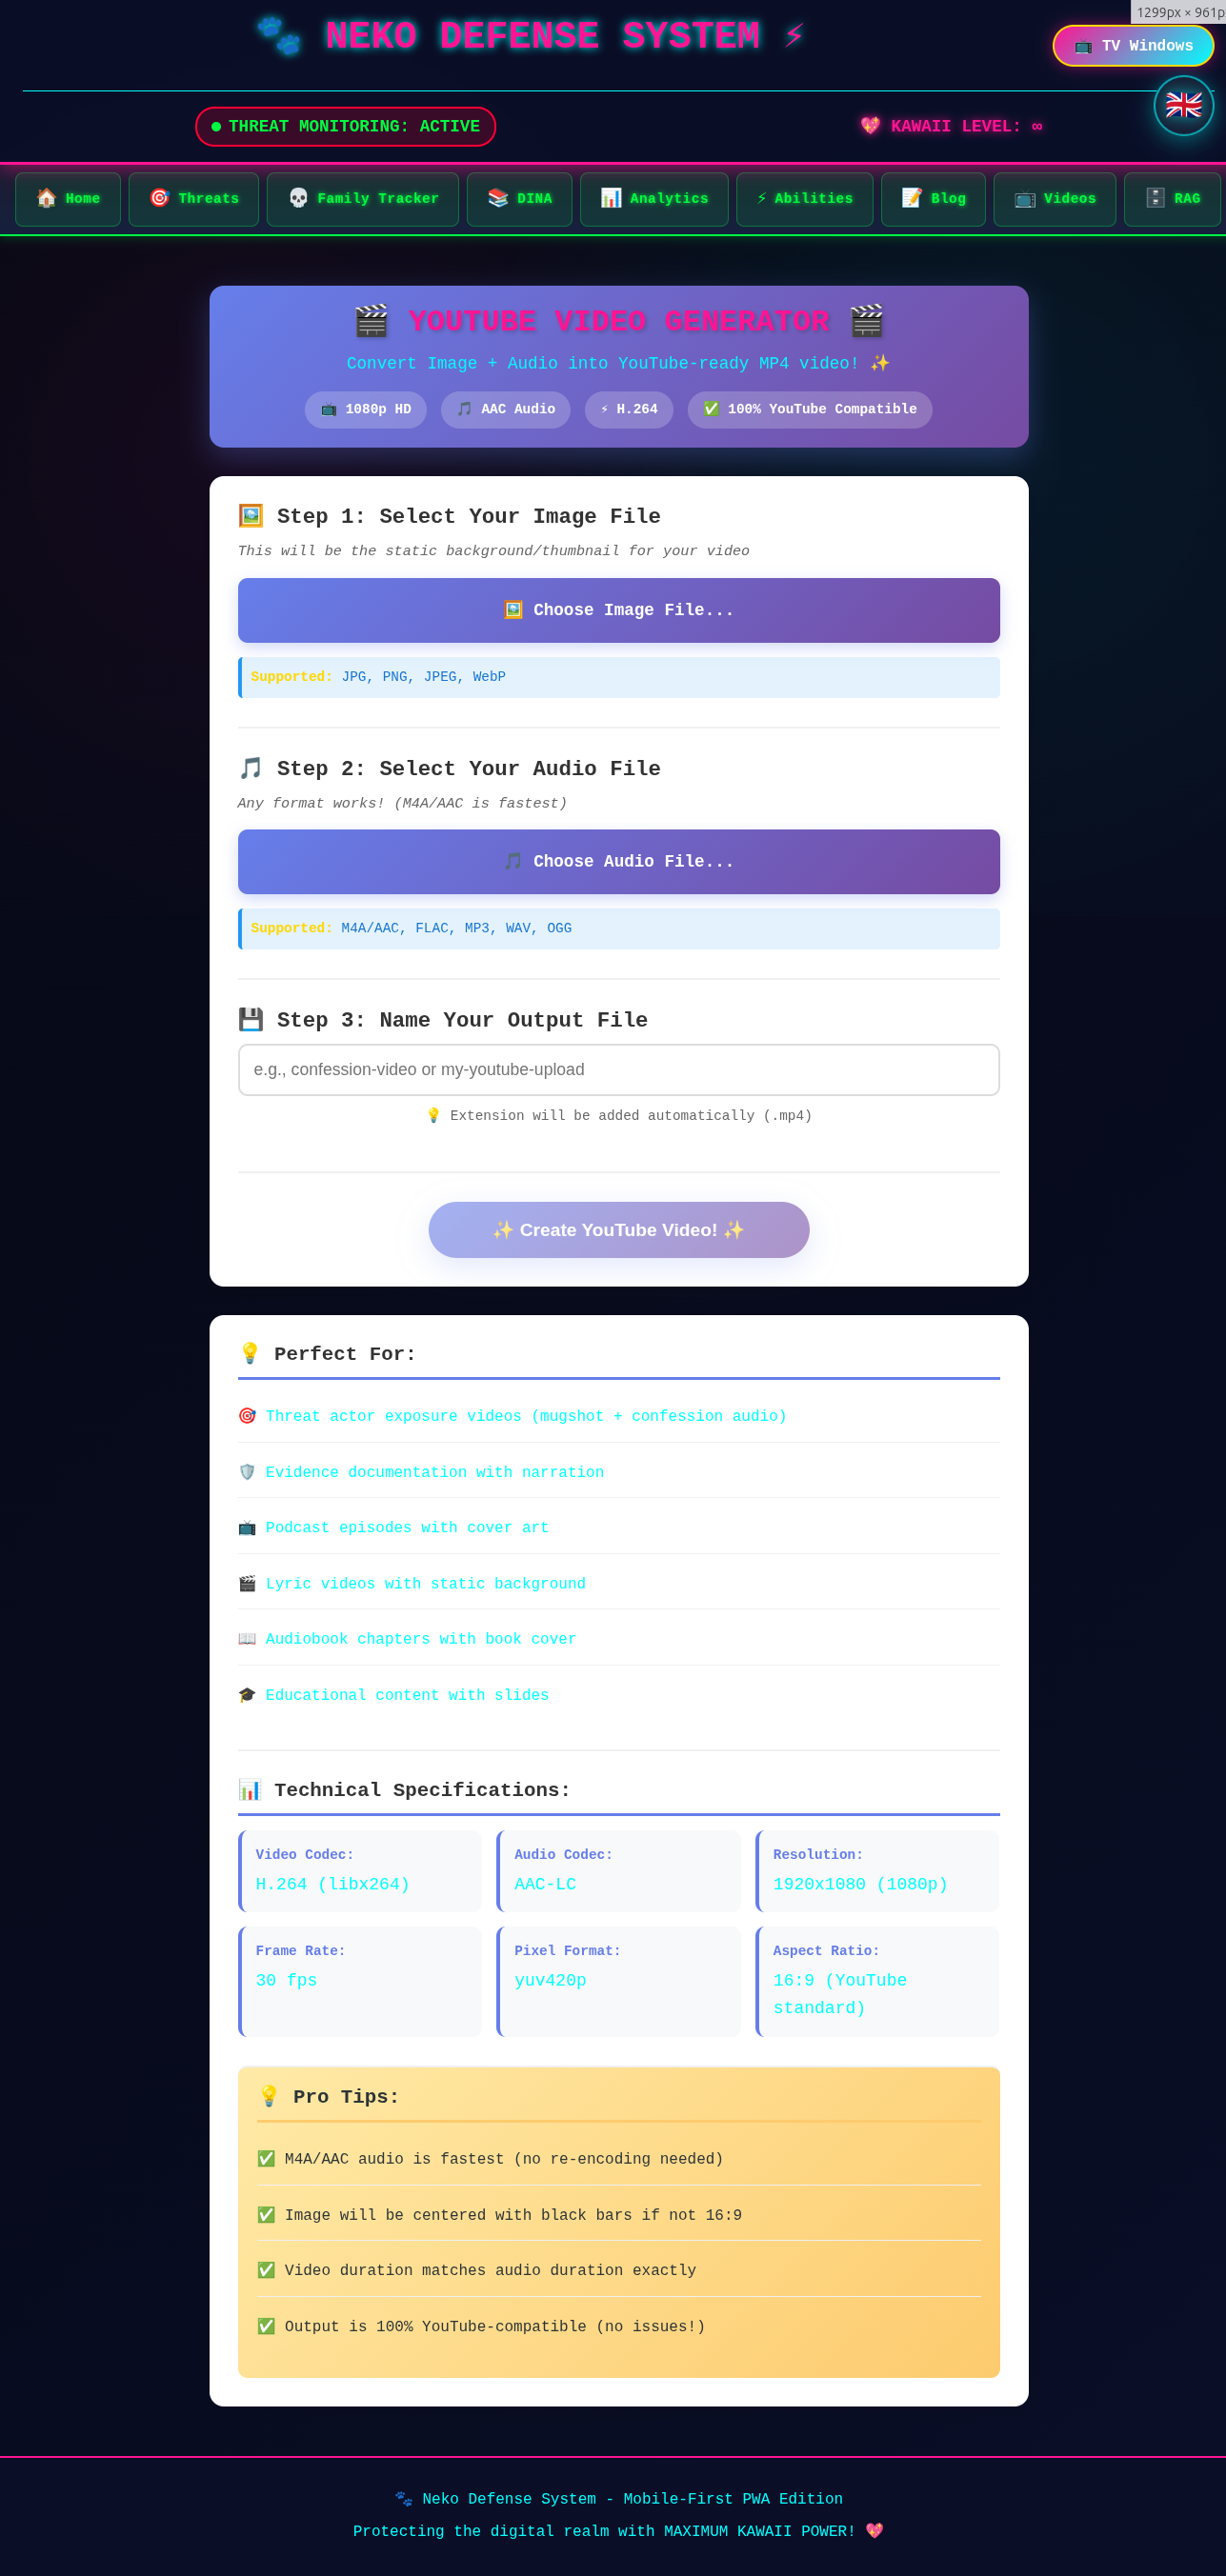 1299px × 961p
🐾 NEKO DEFENSE SYSTEM ⚡
📺 TV Windows
THREAT MONITORING: ACTIVE
💖 KAWAII LEVEL: ∞
🏠 Home
🎯 Threats
💀 Family Tracker
📚 DINA
📊 Analytics
⚡ Abilities
📝 Blog
📺 Videos
🗄️ RAG
🎬 YOUTUBE VIDEO GENERATOR 🎬
Convert Image + Audio into YouTube-ready MP4 video! ✨
📺 1080p HD
🎵 AAC Audio
⚡ H.264
✅ 100% YouTube Compatible
🖼️ Step 1: Select Your Image File
This will be the static background/thumbnail for your video
🖼️ Choose Image File...
Supported: JPG, PNG, JPEG, WebP
🎵 Step 2: Select Your Audio File
Any format works! (M4A/AAC is fastest)
🎵 Choose Audio File...
Supported: M4A/AAC, FLAC, MP3, WAV, OGG
💾 Step 3: Name Your Output File
e.g., confession-video or my-youtube-upload
💡 Extension will be added automatically (.mp4)
✨ Create YouTube Video! ✨
💡 Perfect For:
🎯 Threat actor exposure videos (mugshot + confession audio)
🛡️ Evidence documentation with narration
📺 Podcast episodes with cover art
🎬 Lyric videos with static background
📖 Audiobook chapters with book cover
🎓 Educational content with slides
📊 Technical Specifications:
Video Codec:
H.264 (libx264)
Audio Codec:
AAC-LC
Resolution:
1920x1080 (1080p)
Frame Rate:
30 fps
Pixel Format:
yuv420p
Aspect Ratio:
16:9 (YouTube
standard)
💡 Pro Tips:
✅ M4A/AAC audio is fastest (no re-encoding needed)
✅ Image will be centered with black bars if not 16:9
✅ Video duration matches audio duration exactly
✅ Output is 100% YouTube-compatible (no issues!)
🐾 Neko Defense System - Mobile-First PWA Edition
Protecting the digital realm with MAXIMUM KAWAII POWER! 💖